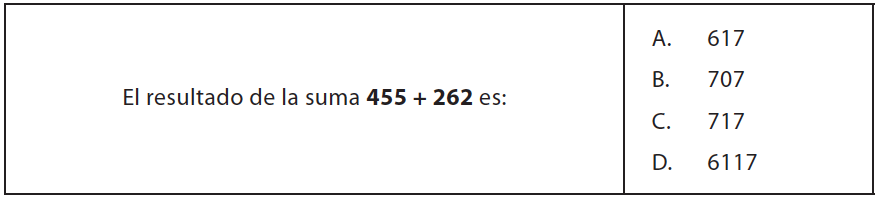 El resultado de la suma 455 + 262 es:
A. 617
B. 707
C. 717
D. 6117